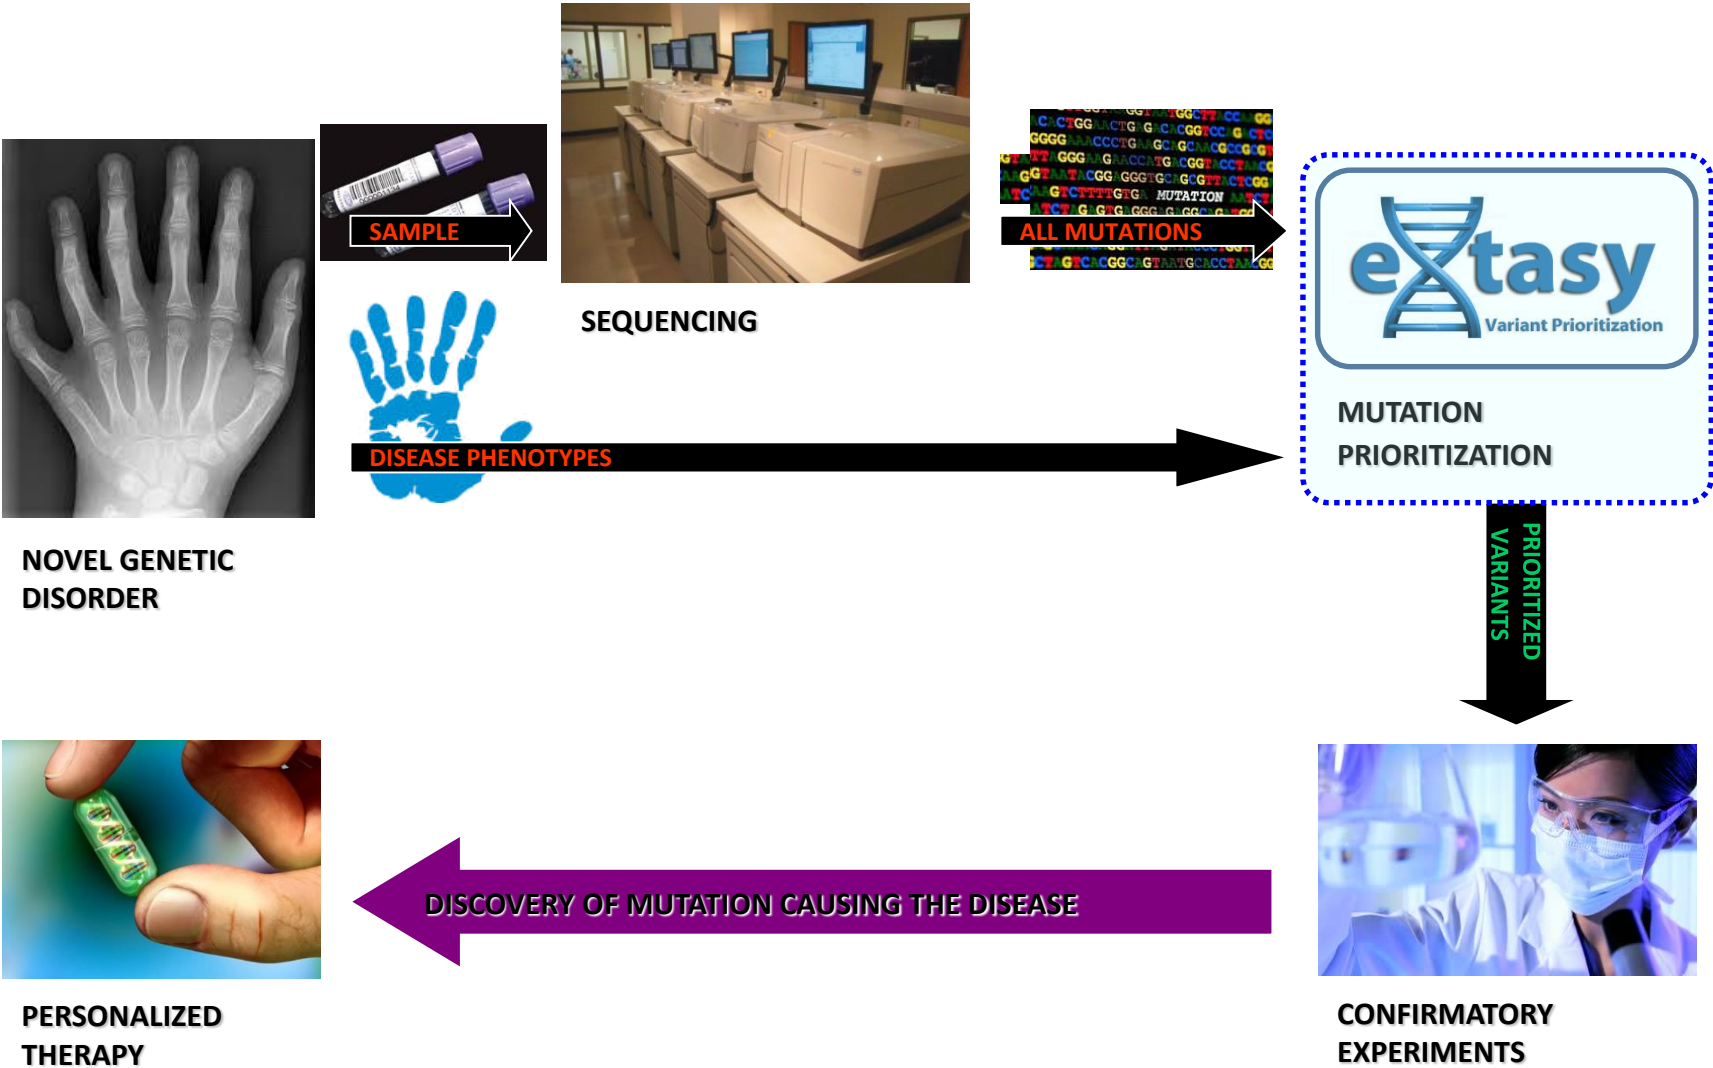 SAMPLE
SEQUENCING
MUTATION
ALL MUTATIONS
eXtasy
Variant Prioritization
MUTATION
PRIORITIZATION
DISEASE PHENOTYPES
NOVEL GENETIC
DISORDER
PRIORITIZED
VARIANTS
DISCOVERY OF MUTATION CAUSING THE DISEASE
PERSONALIZED
THERAPY
CONFIRMATORY
EXPERIMENTS